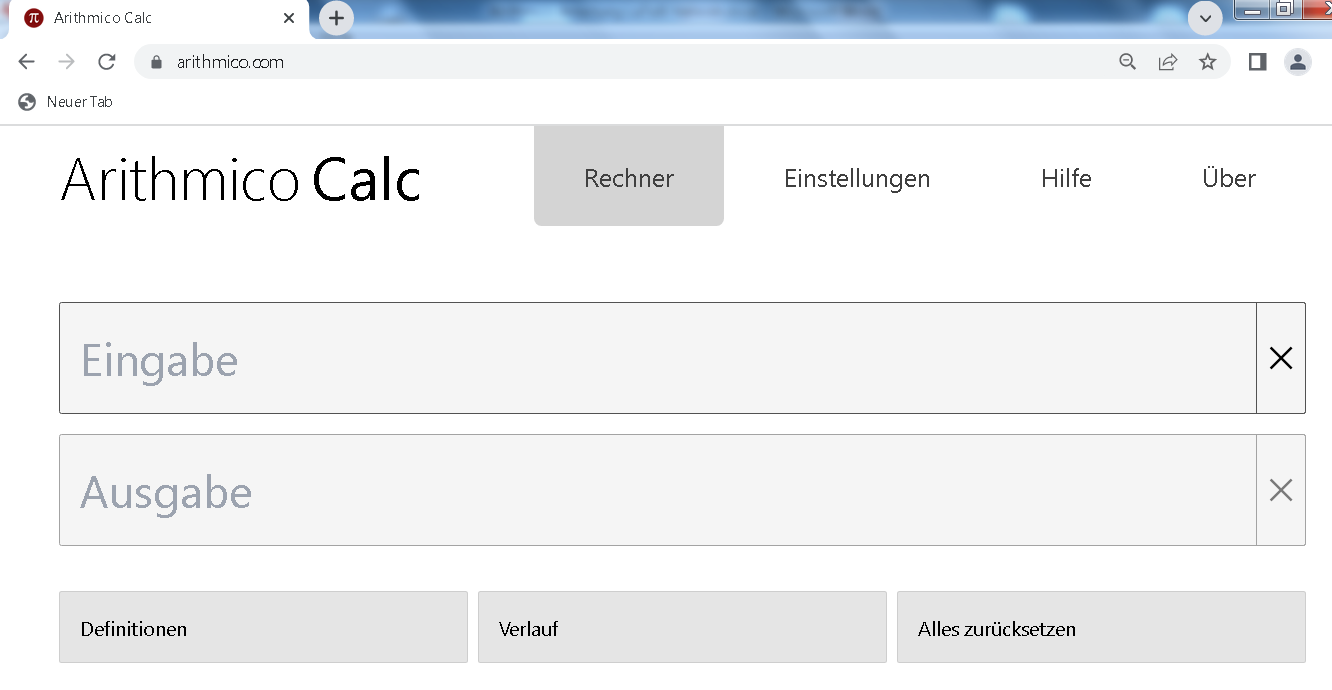 Arithmico Calc
arithmico.com
Neuer Tab
Arithmico Calc Rechner Einstellungen Hilfe Über
Eingabe
Ausgabe
Definitionen Verlauf Alles zurücksetzen